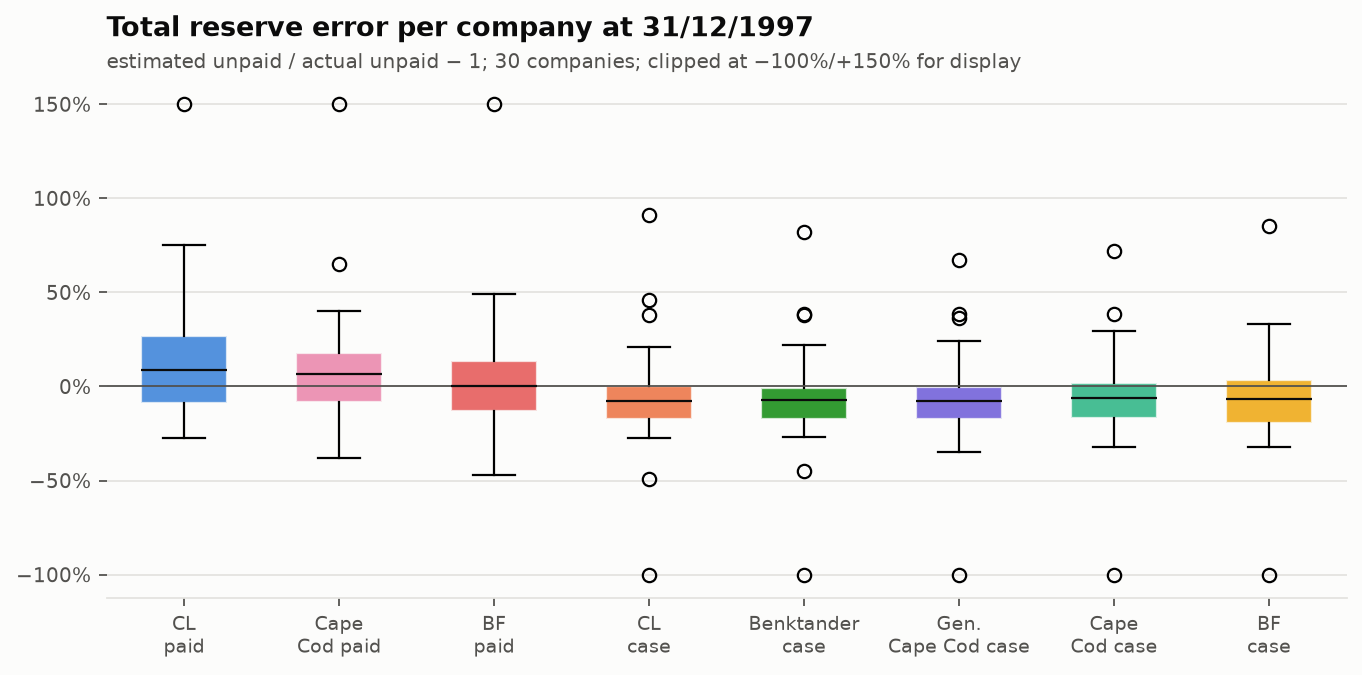 Total reserve error per company at 31/12/1997
estimated unpaid / actual unpaid − 1; 30 companies; clipped at −100%/+150% for display
150%
100%
50%
0%
−50%
−100%
CL
paid
Cape
Cod paid
BF
paid
CL
case
Benktander
case
Gen.
Cape Cod case
Cape
Cod case
BF
case